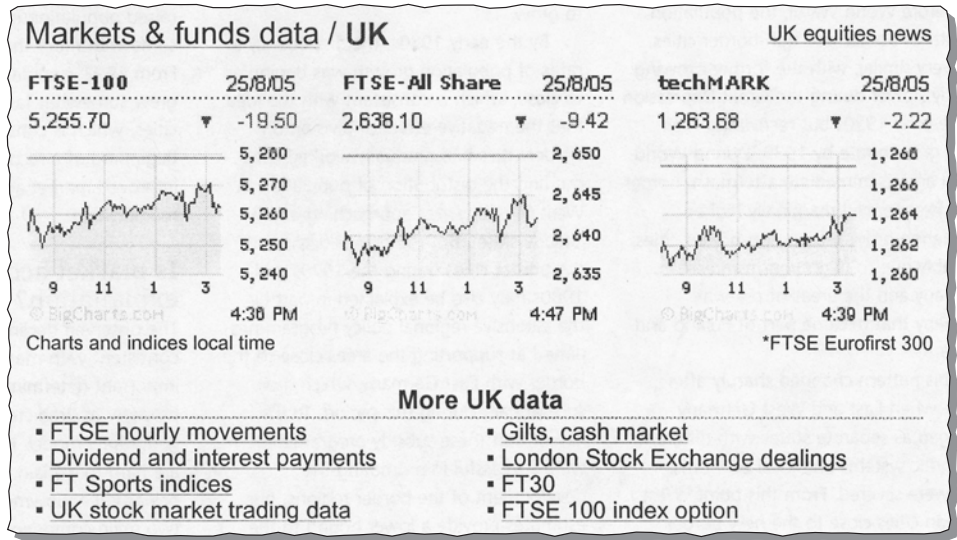 Markets & funds data / UK
UK equities news
FTSE-100 25/8/05
5,255.70 ▼ -19.50
5,280
5,270
5,260
5,250
5,240
9 11 1 3
© BigCharts.com
4:36 PM
FTSE All Share 25/8/05
2,638.10 ▼ -9.42
2,650
2,645
2,640
2,635
9 11 1 3
© BigCharts.com
4:47 PM
techMARK 25/8/05
1,263.68 ▼ -2.22
1,268
1,266
1,264
1,262
1,260
9 11 1 3
© BigCharts.com
4:39 PM
Charts and indices local time
*FTSE Eurofirst 300
More UK data
▪ FTSE hourly movements
▪ Dividend and interest payments
▪ FT Sports indices
▪ UK stock market trading data
▪ Gilts, cash market
▪ London Stock Exchange dealings
▪ FT30
▪ FTSE 100 index option